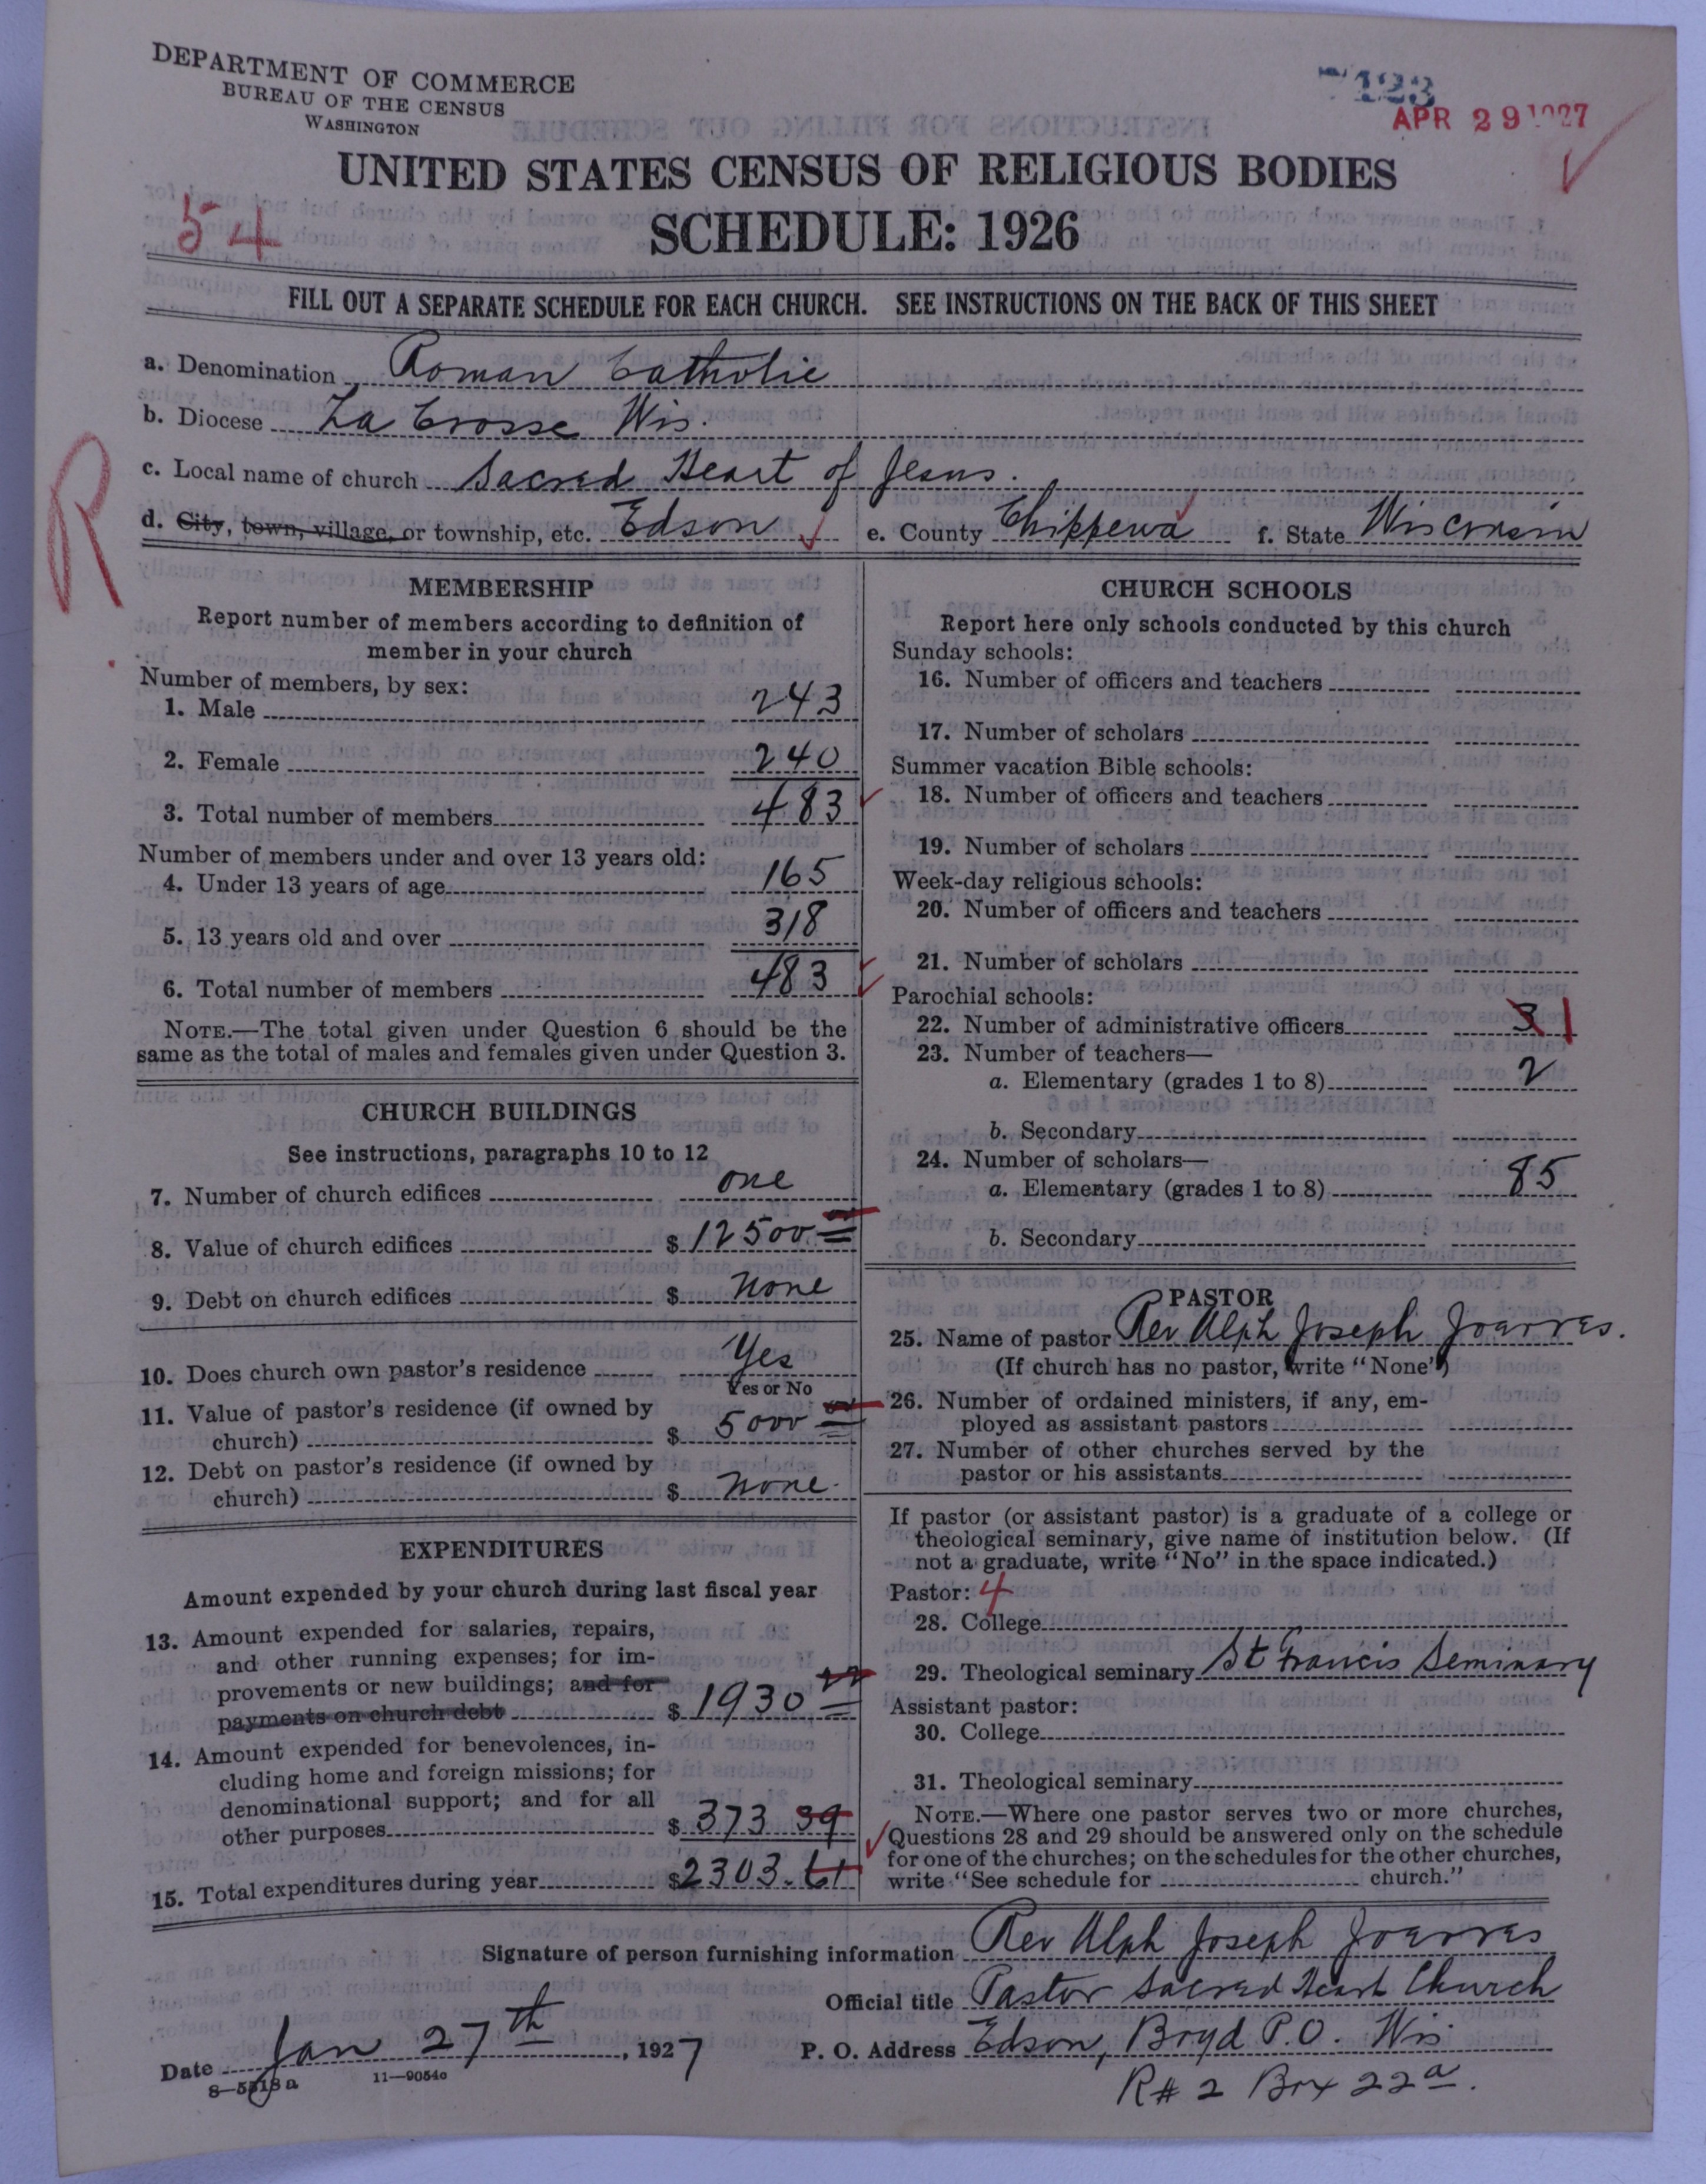 DEPARTMENT OF COMMERCE
BUREAU OF THE CENSUS
WASHINGTON
APR 29 1927
UNITED STATES CENSUS OF RELIGIOUS BODIES
54
SCHEDULE: 1926
FILL OUT A SEPARATE SCHEDULE FOR EACH CHURCH. SEE INSTRUCTIONS ON THE BACK OF THIS SHEET
a. Denomination Roman Catholic
b. Diocese La Crosse Wis.
R
c. Local name of church Sacred Heart of Jesus.
d. City, town, village, or township, etc. Edson e. County Chippewa f. State Wisconsin
MEMBERSHIP
Report number of members according to definition of
member in your church
Number of members, by sex:
1. Male 243
2. Female 240
3. Total number of members 483
Number of members under and over 13 years old:
4. Under 13 years of age 165
5. 13 years old and over 318
6. Total number of members 483
NOTE.—The total given under Question 6 should be the
same as the total of males and females given under Question 3.
CHURCH BUILDINGS
See instructions, paragraphs 10 to 12
7. Number of church edifices one
8. Value of church edifices $ 12500
9. Debt on church edifices $ none
10. Does church own pastor's residence Yes
Yes or No
11. Value of pastor's residence (if owned by
church) $ 5000
12. Debt on pastor's residence (if owned by
church) $ none.
EXPENDITURES
Amount expended by your church during last fiscal year
13. Amount expended for salaries, repairs,
and other running expenses; for im-
provements or new buildings; and for
payments on church debt $ 1930 22
14. Amount expended for benevolences, in-
cluding home and foreign missions; for
denominational support; and for all
other purposes $ 373 39
15. Total expenditures during year $ 2303.61
CHURCH SCHOOLS
Report here only schools conducted by this church
Sunday schools:
16. Number of officers and teachers
17. Number of scholars
Summer vacation Bible schools:
18. Number of officers and teachers
19. Number of scholars
Week-day religious schools:
20. Number of officers and teachers
21. Number of scholars
Parochial schools:
22. Number of administrative officers 3 1
23. Number of teachers—
a. Elementary (grades 1 to 8) 2
b. Secondary
24. Number of scholars—
a. Elementary (grades 1 to 8) 85
b. Secondary
PASTOR
25. Name of pastor Rev Alph Joseph
(If church has no pastor, write "None")
26. Number of ordained ministers, if any, em-
ployed as assistant pastors
27. Number of other churches served by the
pastor or his assistants
If pastor (or assistant pastor) is a graduate of a college or
theological seminary, give name of institution below. (If
not a graduate, write "No" in the space indicated.)
Pastor: 4
28. College
29. Theological seminary St Francis Seminary
Assistant pastor:
30. College
31. Theological seminary
NOTE.—Where one pastor serves two or more churches,
Questions 28 and 29 should be answered only on the schedule
for one of the churches; on the schedules for the other churches,
write "See schedule for church."
Signature of person furnishing information Rev Alph Joseph
Official title Pastor Sacred Heart Church
Date Jan 27th, 1927 P. O. Address Edson, Boyd P.O. Wis
8—5518a 11—9054o
R# 2 Box 22a.